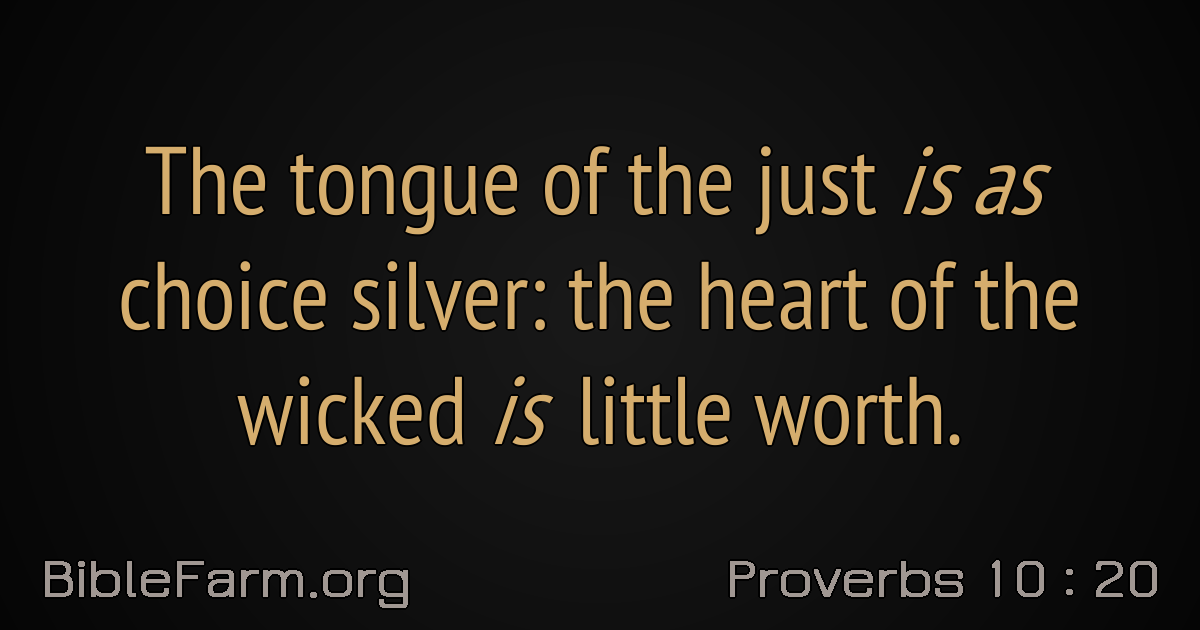 The tongue of the just is as
choice silver: the heart of the
wicked is little worth.
BibleFarm.org
Proverbs 10 : 20